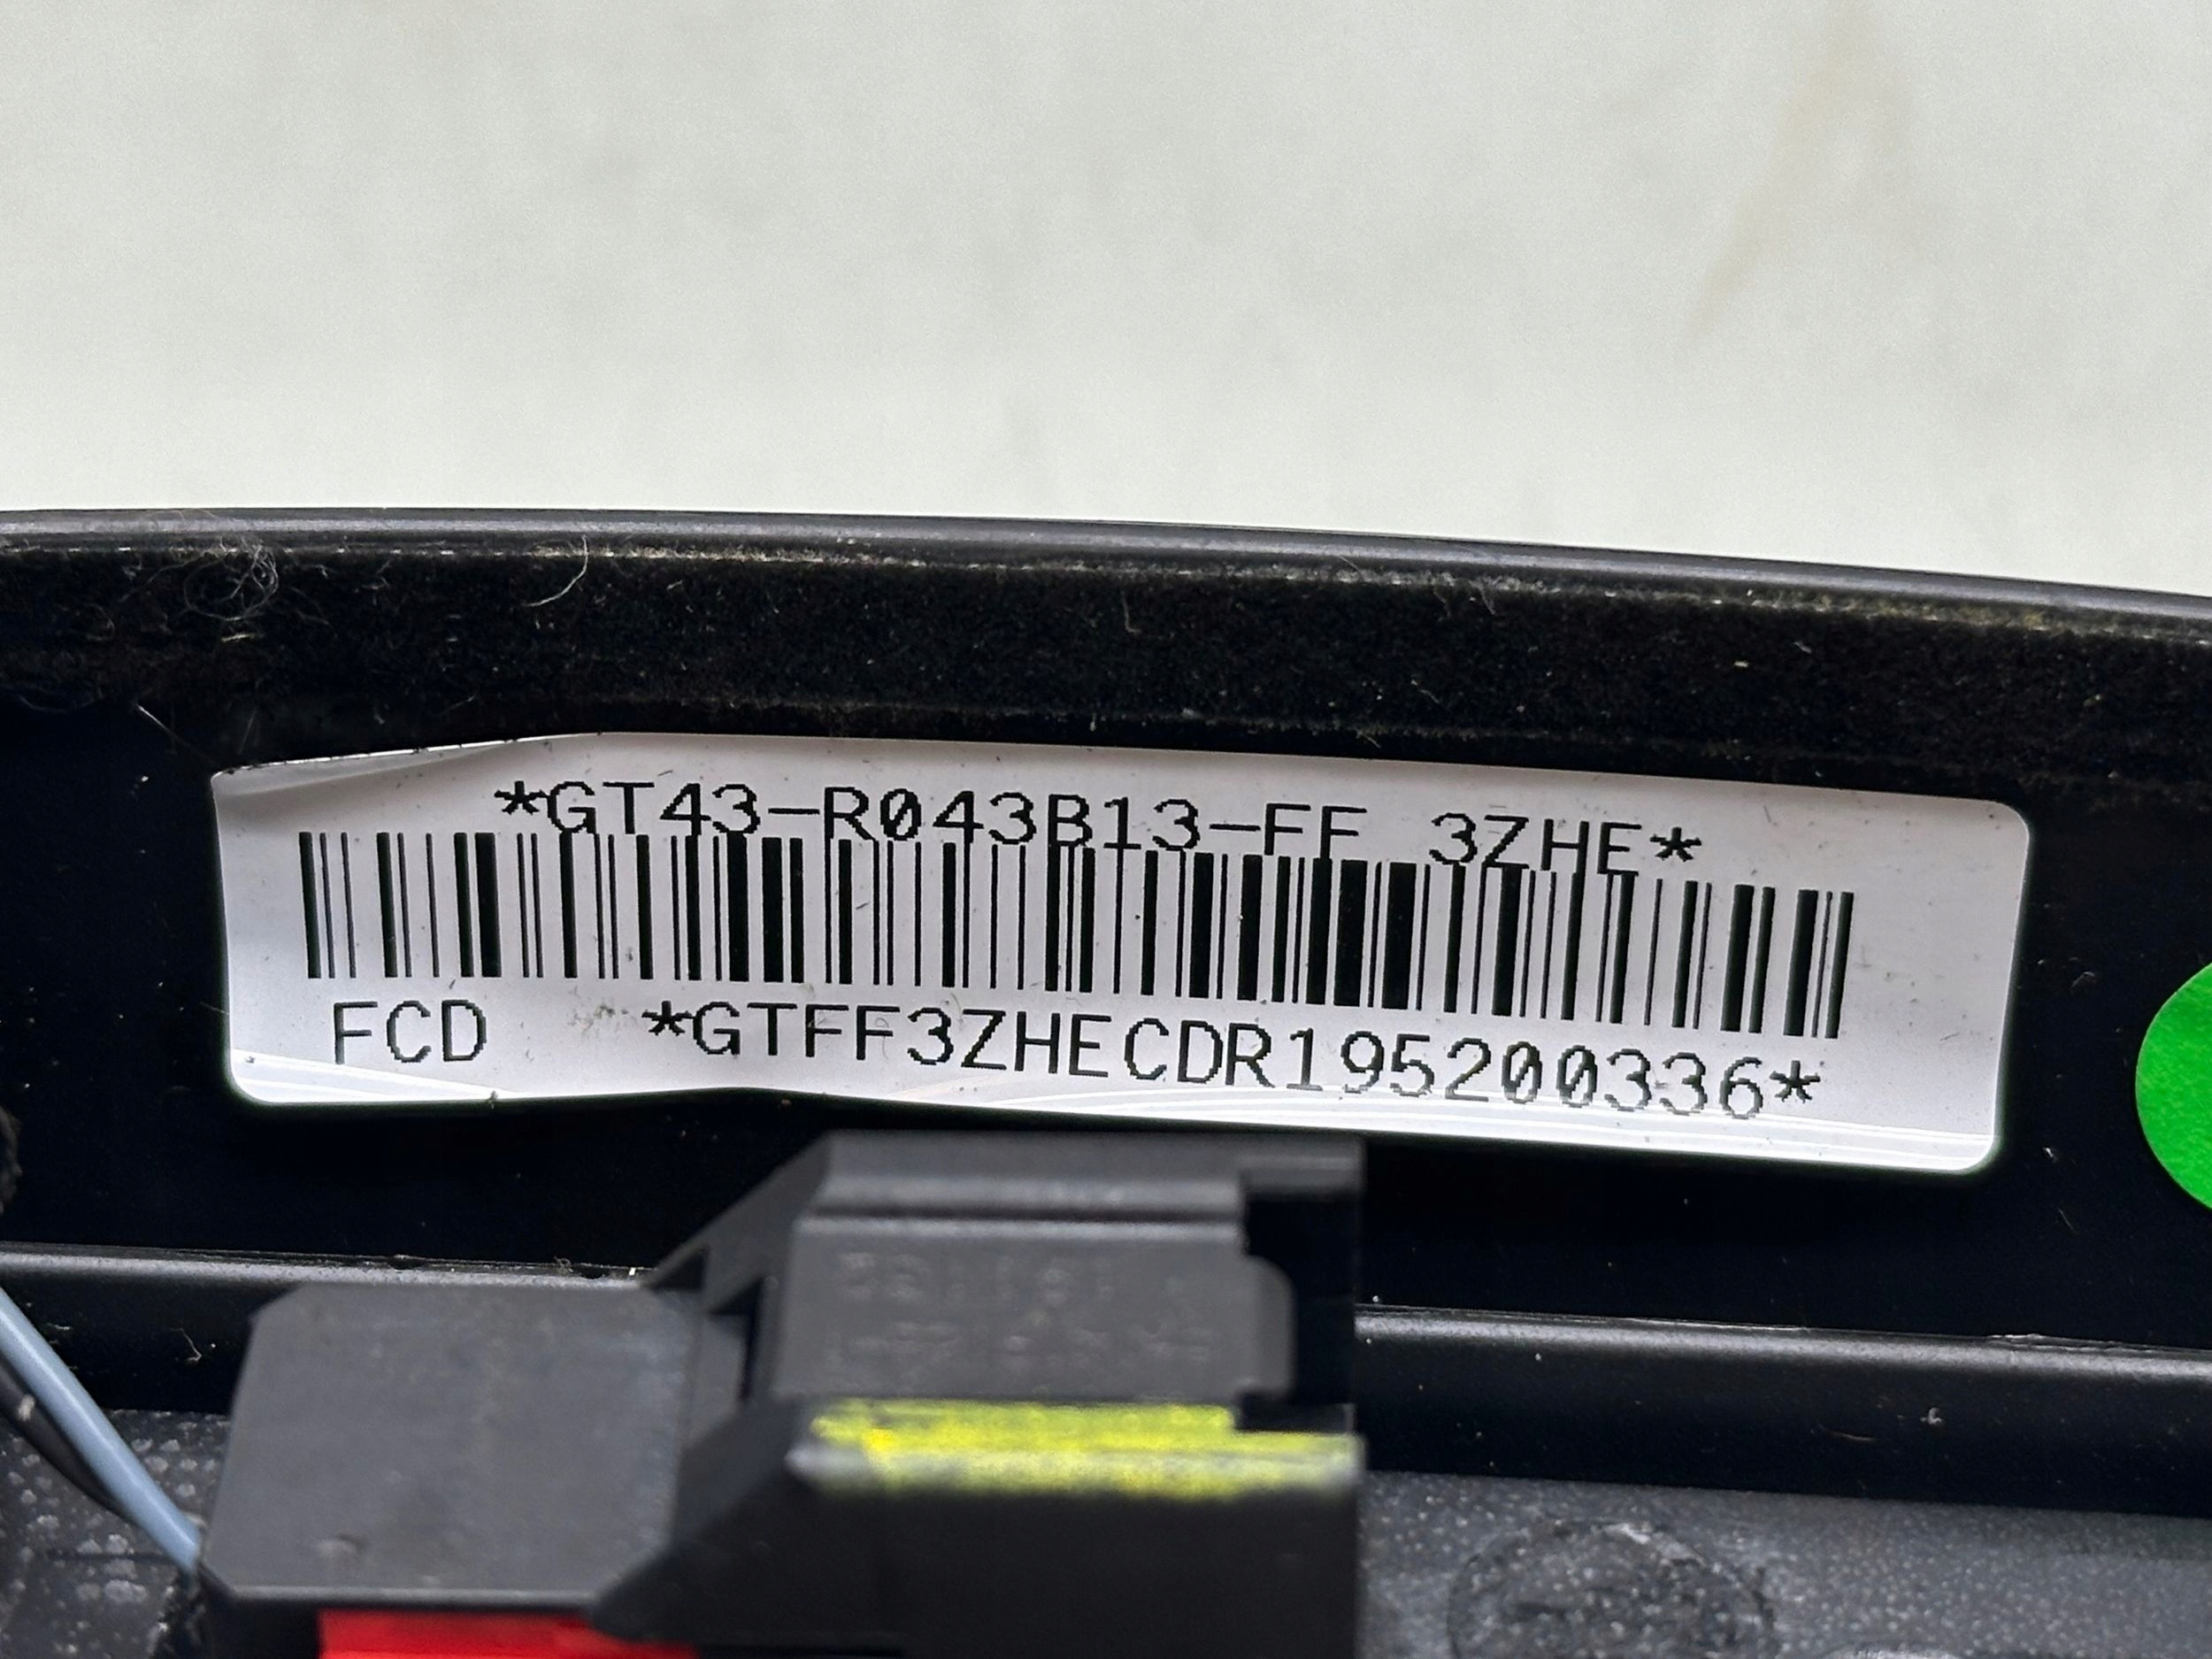 *GT43-R043B13-FF 3ZHE*
FCD *GTFF3ZHECDR195200336*